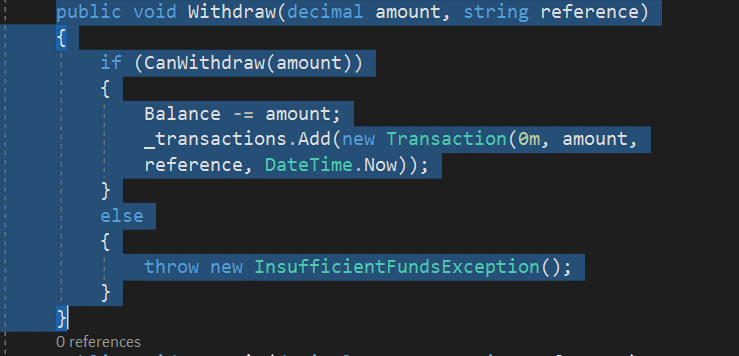 public void Withdraw(decimal amount, string reference)
{
if (CanWithdraw(amount))
{
Balance -= amount;
_transactions.Add(new Transaction(0m, amount,
reference, DateTime.Now));
}
else
{
throw new InsufficientFundsException();
}
}
0 references